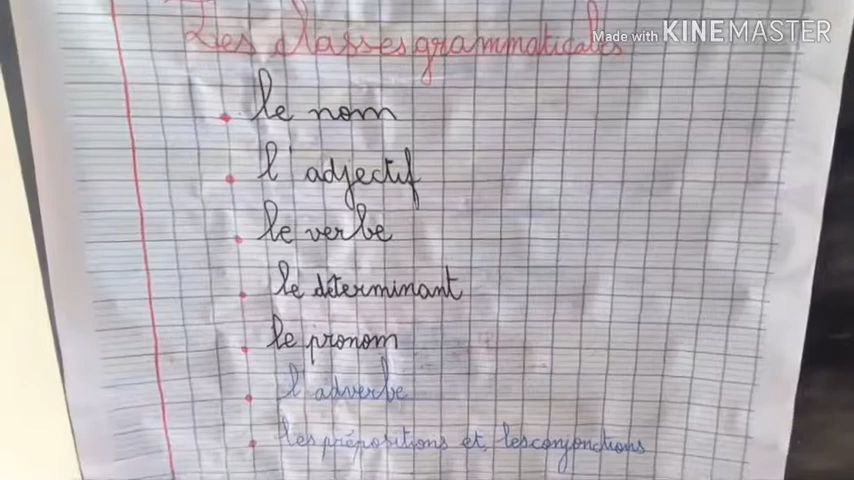 Les classes grammaticales
Made with KINEMASTER
le nom
l'adjectif
le verbe
le déterminant
le pronom
l'adverbe
les prépositions et les conjonctions